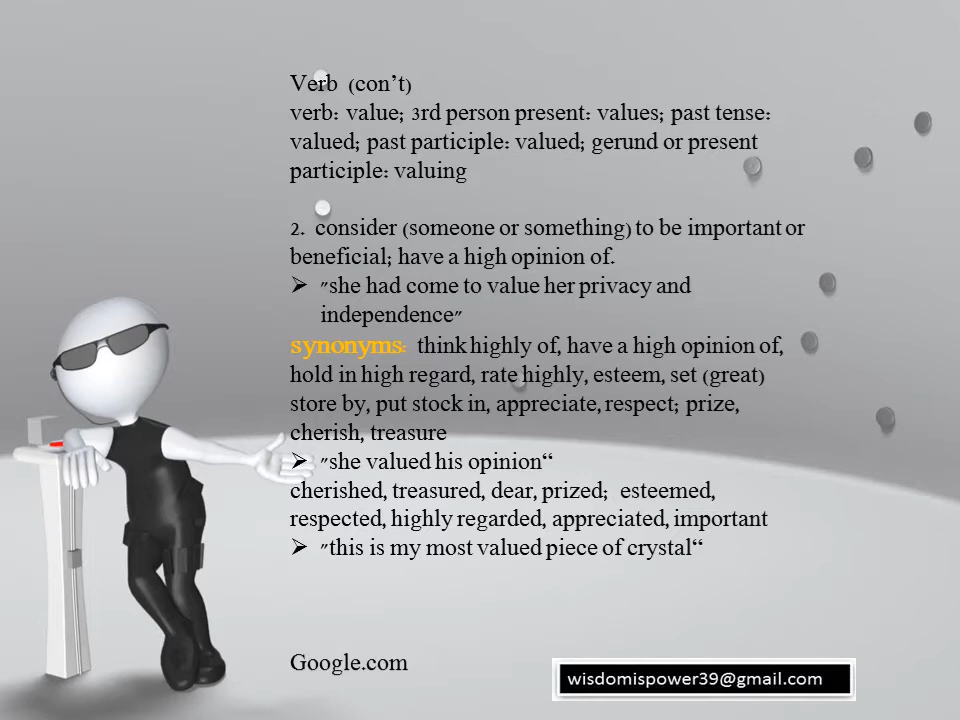 Verb (con’t)
verb: value; 3rd person present: values; past tense:
valued; past participle: valued; gerund or present
participle: valuing
2. consider (someone or something) to be important or
beneficial; have a high opinion of.
➢ "she had come to value her privacy and
independence"
synonyms: think highly of, have a high opinion of,
hold in high regard, rate highly, esteem, set (great)
store by, put stock in, appreciate, respect; prize,
cherish, treasure
➢ "she valued his opinion“
cherished, treasured, dear, prized; esteemed,
respected, highly regarded, appreciated, important
➢ "this is my most valued piece of crystal“
Google.com
wisdomispower39@gmail.com